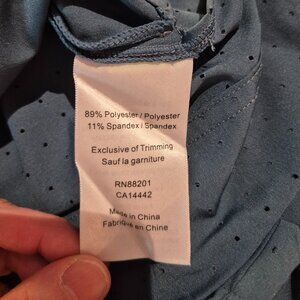 89% Polyester / Polyester
11% Spandex / Spandex
Exclusive of Trimming
Sauf la garniture
RN88201
CA14442
Made in China
Fabriqué en Chine